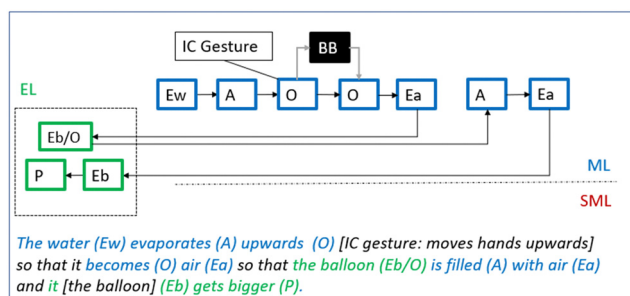 BB
IC Gesture
EL
Ew
A
O
O
Ea
A
Ea
Eb/O
P
Eb
ML
SML
The water (Ew) evaporates (A) upwards (O) [IC gesture: moves hands upwards]
so that it becomes (O) air (Ea) so that the balloon (Eb/O) is filled (A) with air (Ea)
and it [the balloon] (Eb) gets bigger (P).